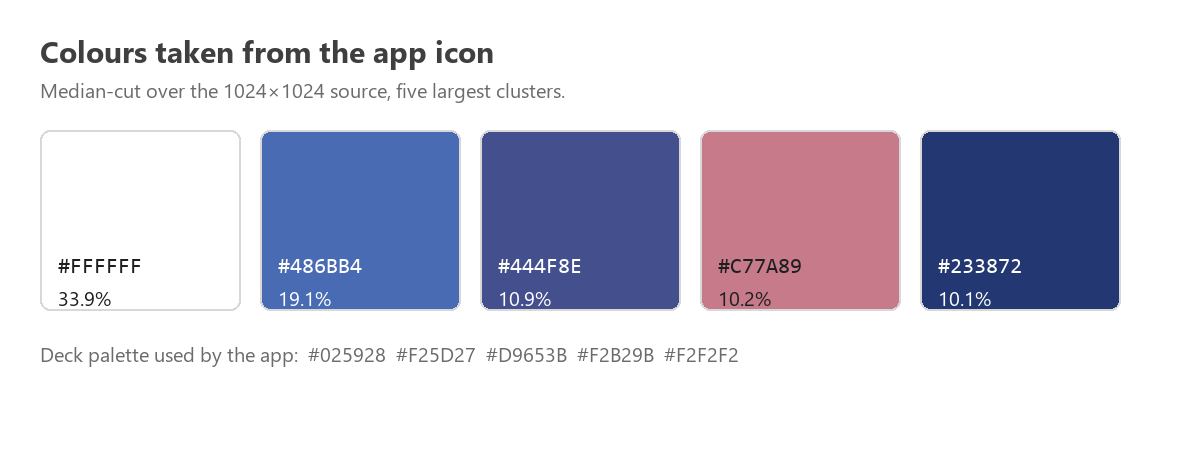 Colours taken from the app icon
Median-cut over the 1024×1024 source, five largest clusters.
#FFFFFF #486BB4 #444F8E #C77A89 #233872
33.9% 19.1% 10.9% 10.2% 10.1%
Deck palette used by the app: #025928 #F25D27 #D9653B #F2B29B #F2F2F2